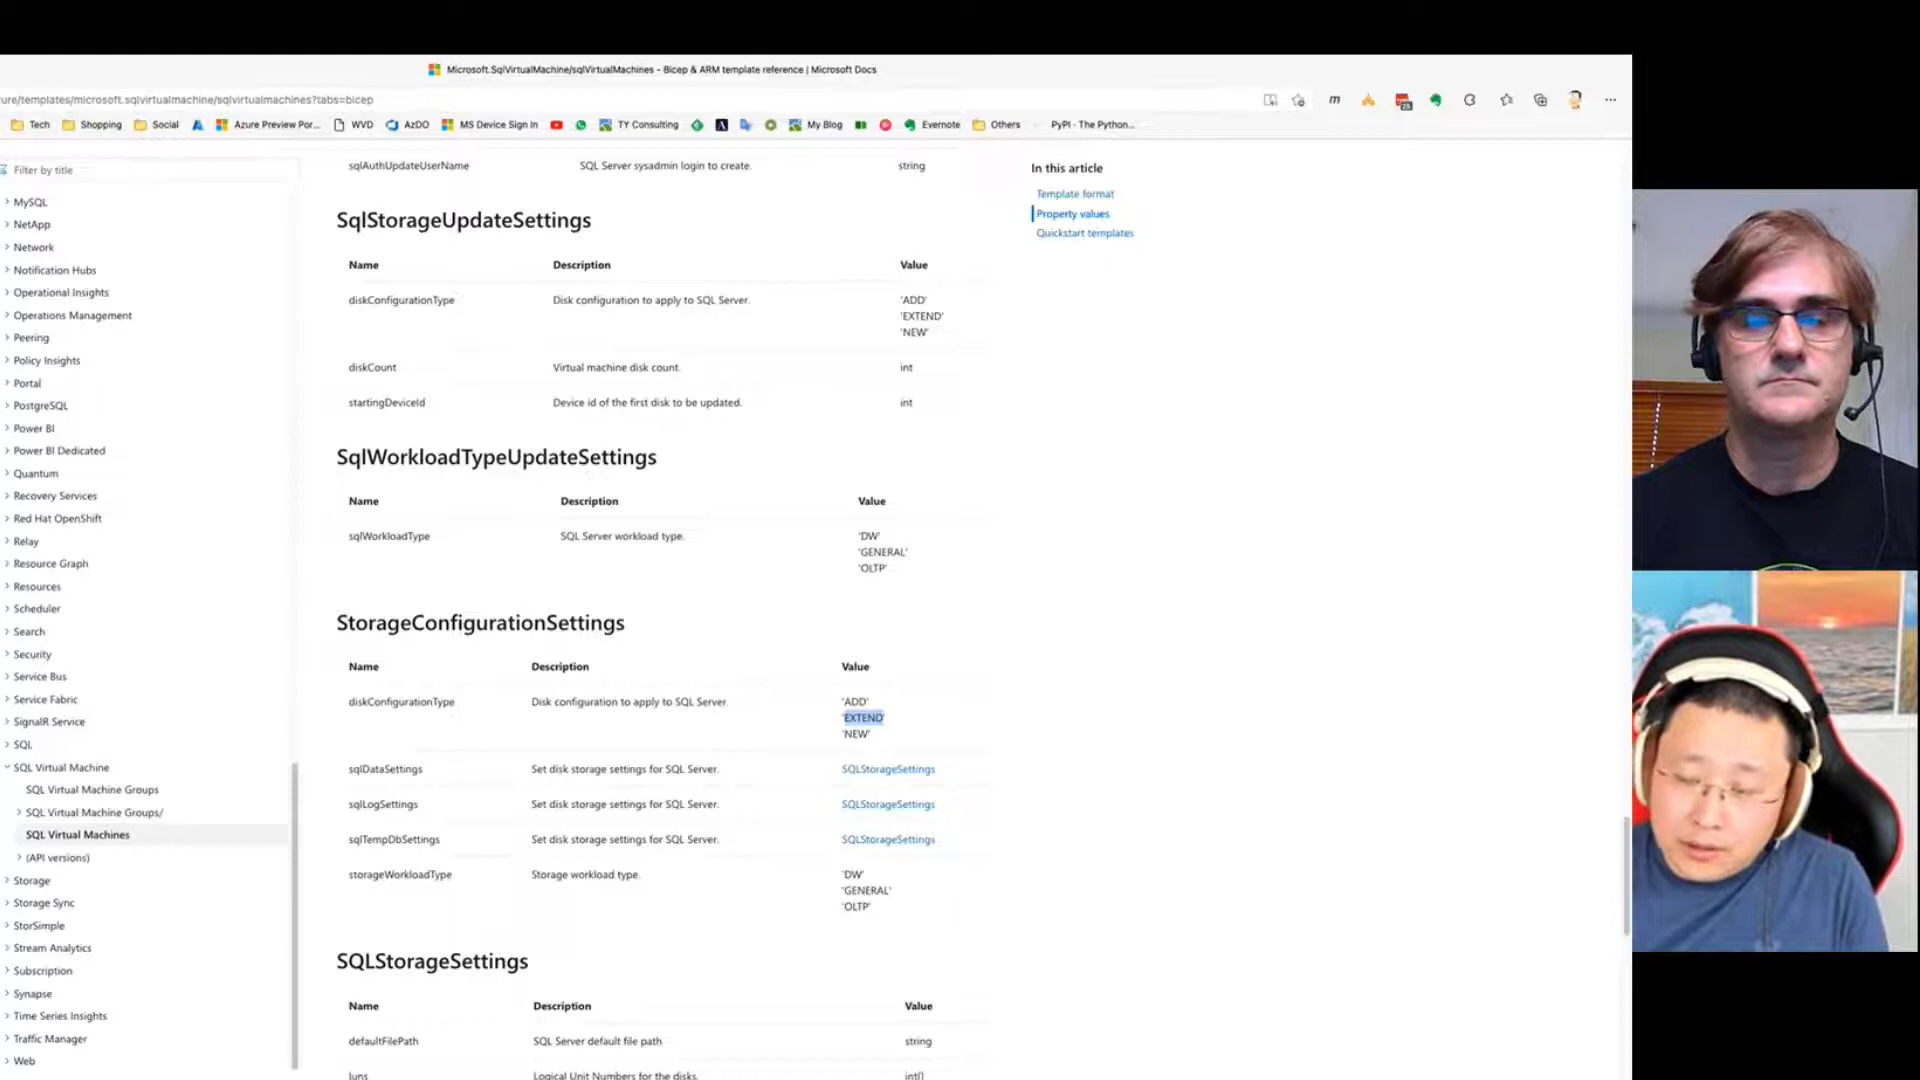 Microsoft.SqlVirtualMachine/sqlVirtualMachines - Bicep & ARM template reference | Microsoft Docs
ure/templates/microsoft.sqlvirtualmachine/sqlvirtualmachines?tabs=bicep
m
25
Tech Shopping Social Azure Preview Por... WVD AzDO MS Device Sign In TY Consulting My Blog Evernote Others PyPI - The Python...
Filter by title
MySQL
NetApp
Network
Notification Hubs
Operational Insights
Operations Management
Peering
Policy Insights
Portal
PostgreSQL
Power BI
Power BI Dedicated
Quantum
Recovery Services
Red Hat OpenShift
Relay
Resource Graph
Resources
Scheduler
Search
Security
Service Bus
Service Fabric
SignalR Service
SQL
SQL Virtual Machine
SQL Virtual Machine Groups
SQL Virtual Machine Groups/
SQL Virtual Machines
(API versions)
Storage
Storage Sync
StorSimple
Stream Analytics
Subscription
Synapse
Time Series Insights
Traffic Manager
Web
sqlAuthUpdateUserName SQL Server sysadmin login to create. string
SqlStorageUpdateSettings
Name Description Value
diskConfigurationType Disk configuration to apply to SQL Server. 'ADD'
'EXTEND'
'NEW'
diskCount Virtual machine disk count. int
startingDeviceId Device id of the first disk to be updated. int
SqlWorkloadTypeUpdateSettings
Name Description Value
sqlWorkloadType SQL Server workload type. 'DW'
'GENERAL'
'OLTP'
StorageConfigurationSettings
Name Description Value
diskConfigurationType Disk configuration to apply to SQL Server. 'ADD'
'EXTEND'
'NEW'
sqlDataSettings Set disk storage settings for SQL Server. SQLStorageSettings
sqlLogSettings Set disk storage settings for SQL Server. SQLStorageSettings
sqlTempDbSettings Set disk storage settings for SQL Server. SQLStorageSettings
storageWorkloadType Storage workload type. 'DW'
'GENERAL'
'OLTP'
SQLStorageSettings
Name Description Value
defaultFilePath SQL Server default file path string
luns Logical Unit Numbers for the disks. int[]
In this article
Template format
Property values
Quickstart templates